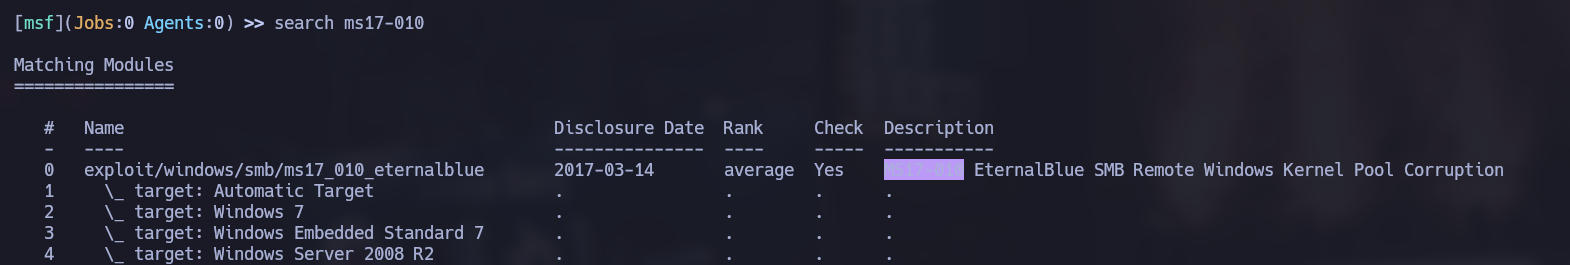 [msf](Jobs:0 Agents:0) >> search ms17-010
Matching Modules
================
# Name Disclosure Date Rank Check Description
- ---- --------------- ---- ----- -----------
0 exploit/windows/smb/ms17_010_eternalblue 2017-03-14 average Yes EternalBlue SMB Remote Windows Kernel Pool Corruption
1 \_ target: Automatic Target . . . .
2 \_ target: Windows 7 . . . .
3 \_ target: Windows Embedded Standard 7 . . . .
4 \_ target: Windows Server 2008 R2 . . . .